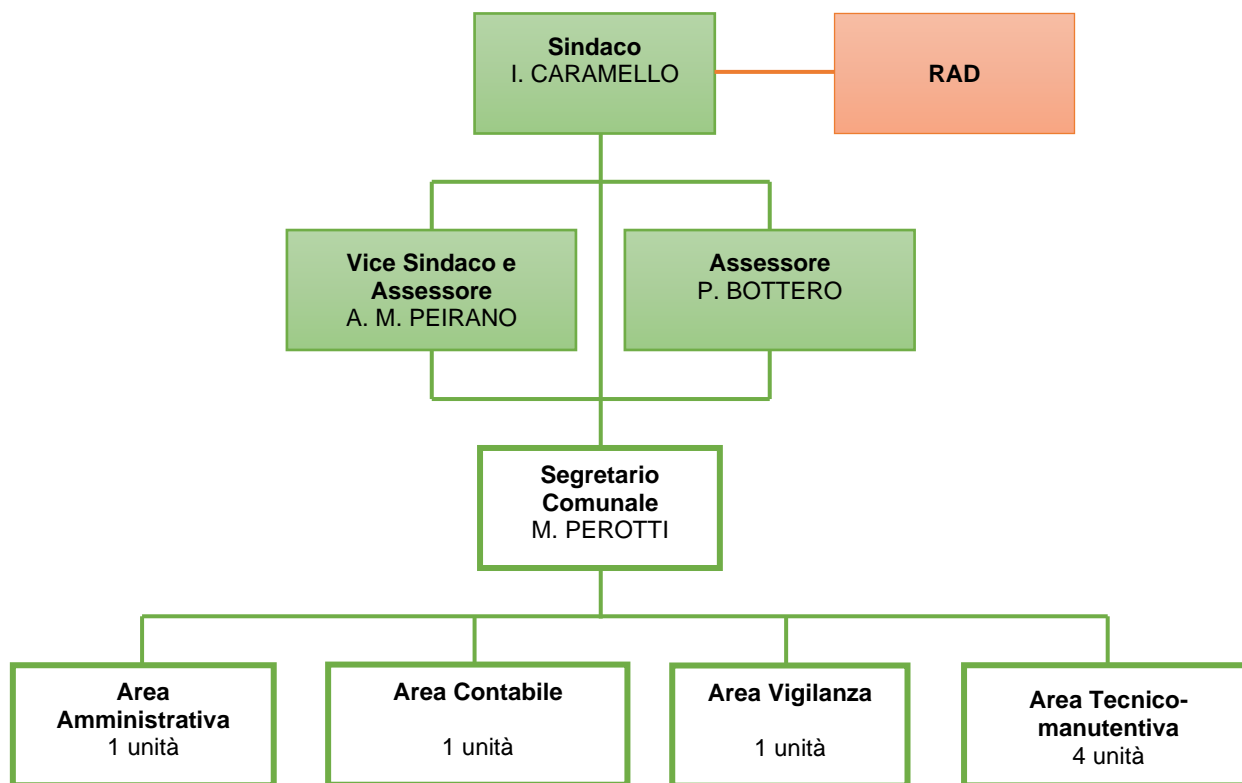 Sindaco
I. CARAMELLO
RAD
Vice Sindaco e
Assessore
A. M. PEIRANO
Assessore
P. BOTTERO
Segretario
Comunale
M. PEROTTI
Area
Amministrativa
1 unità
Area Contabile
1 unità
Area Vigilanza
1 unità
Area Tecnico-
manutentiva
4 unità